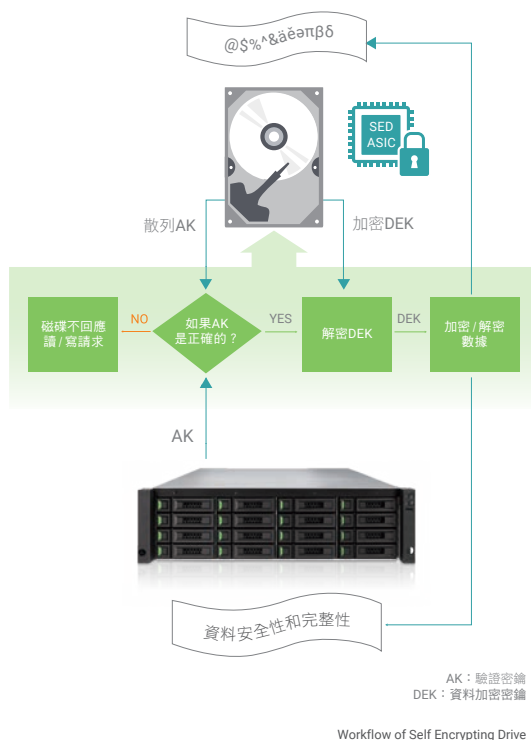 @$%^&äĕəπβδ
SED
ASIC
散列AK
加密DEK
磁碟不回應
讀/寫請求
NO
如果AK
是正確的？
YES
解密DEK
DEK
加密/解密
數據
AK
資料安全性和完整性
AK：驗證密鑰
DEK：資料加密密鑰
Workflow of Self Encrypting Drive